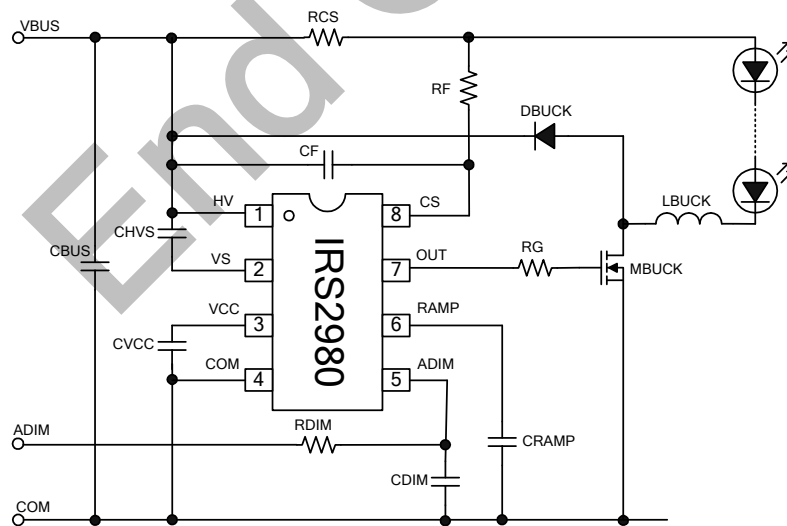 VBUS
RCS
RF
DBUCK
CF
HV
1
8
CS
LBUCK
CHVS
CBUS
VS
2
IRS2980
7
OUT
RG
MBUCK
VCC
3
6
RAMP
CVCC
COM
4
5
ADIM
ADIM
RDIM
CRAMP
CDIM
COM
End